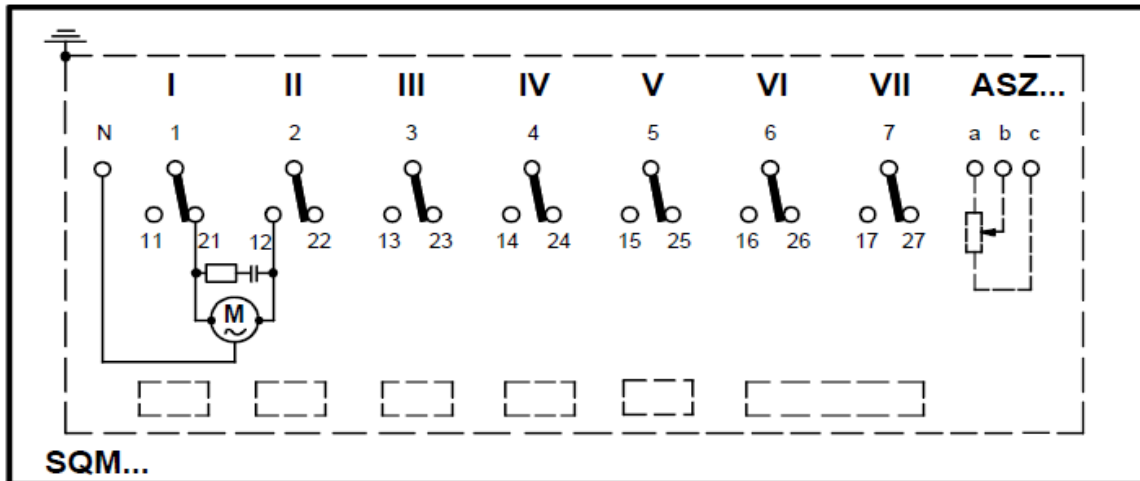 I II III IV V VI VII ASZ...
N 1 2 3 4 5 6 7 a b c
11 21 12 22 13 23 14 24 15 25 16 26 17 27
M
~
SQM...